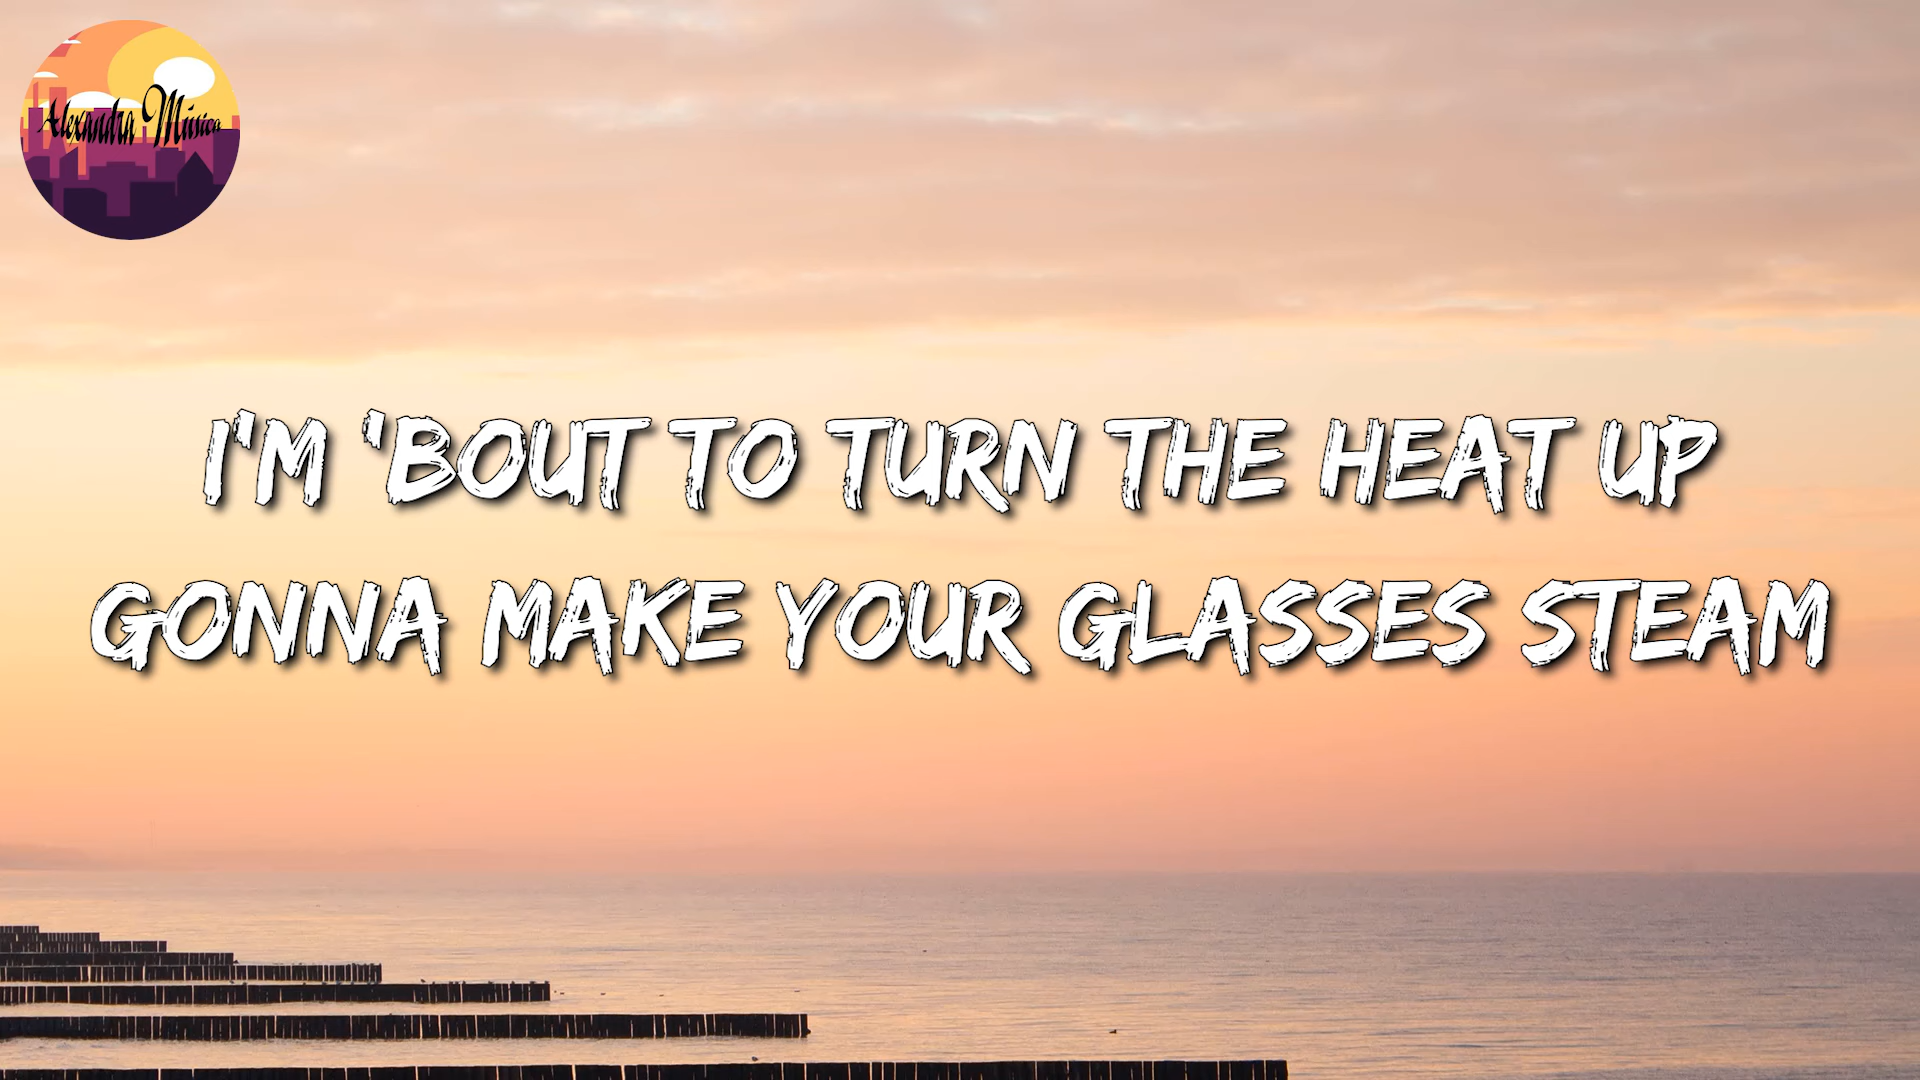 Alexandra Música
I'M 'BOUT TO TURN THE HEAT UP
GONNA MAKE YOUR GLASSES STEAM